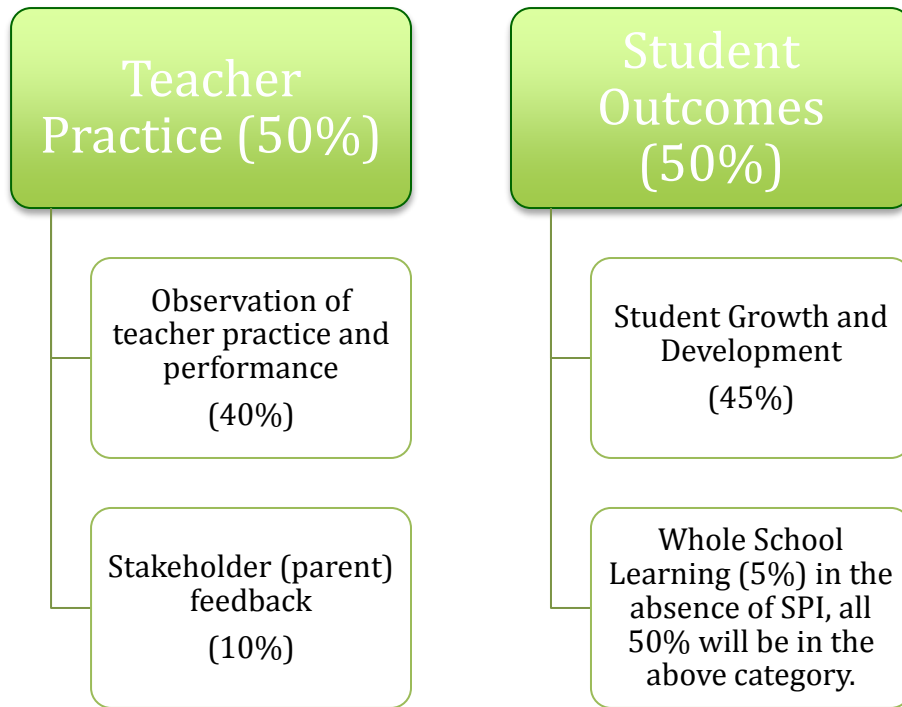 Teacher
Practice (50%)
Observation of
teacher practice and
performance
(40%)
Stakeholder (parent)
feedback
(10%)
Student
Outcomes
(50%)
Student Growth and
Development
(45%)
Whole School
Learning (5%) in the
absence of SPI, all
50% will be in the
above category.